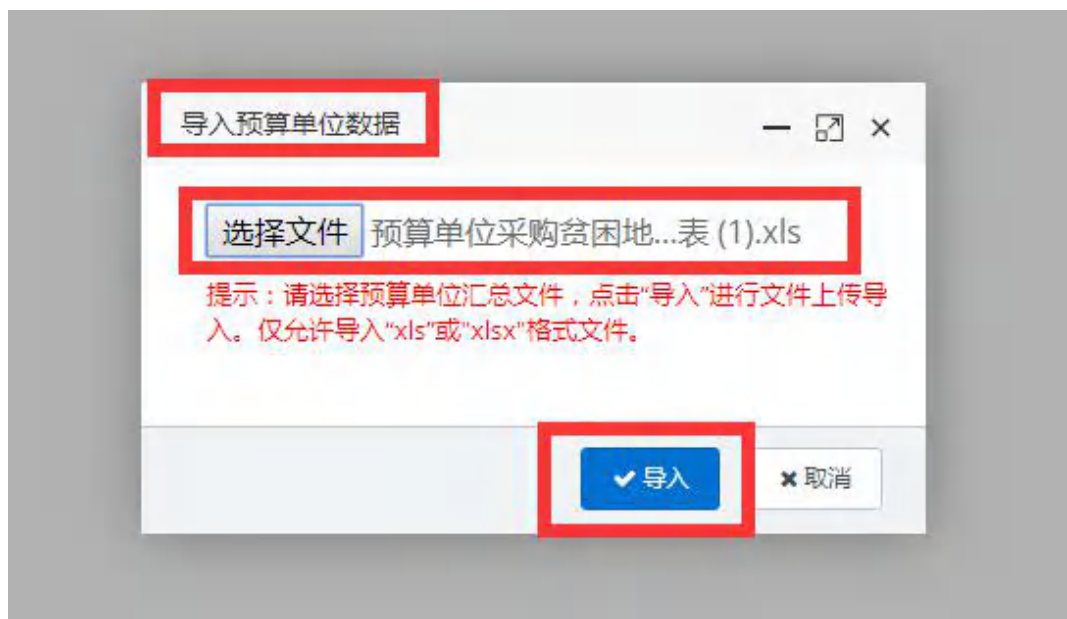 导入预算单位数据
选择文件 预算单位采购贫困地...表 (1).xls
提示：请选择预算单位汇总文件，点击“导入”进行文件上传导
入。仅允许导入“xls”或“xlsx”格式文件。
导入 取消